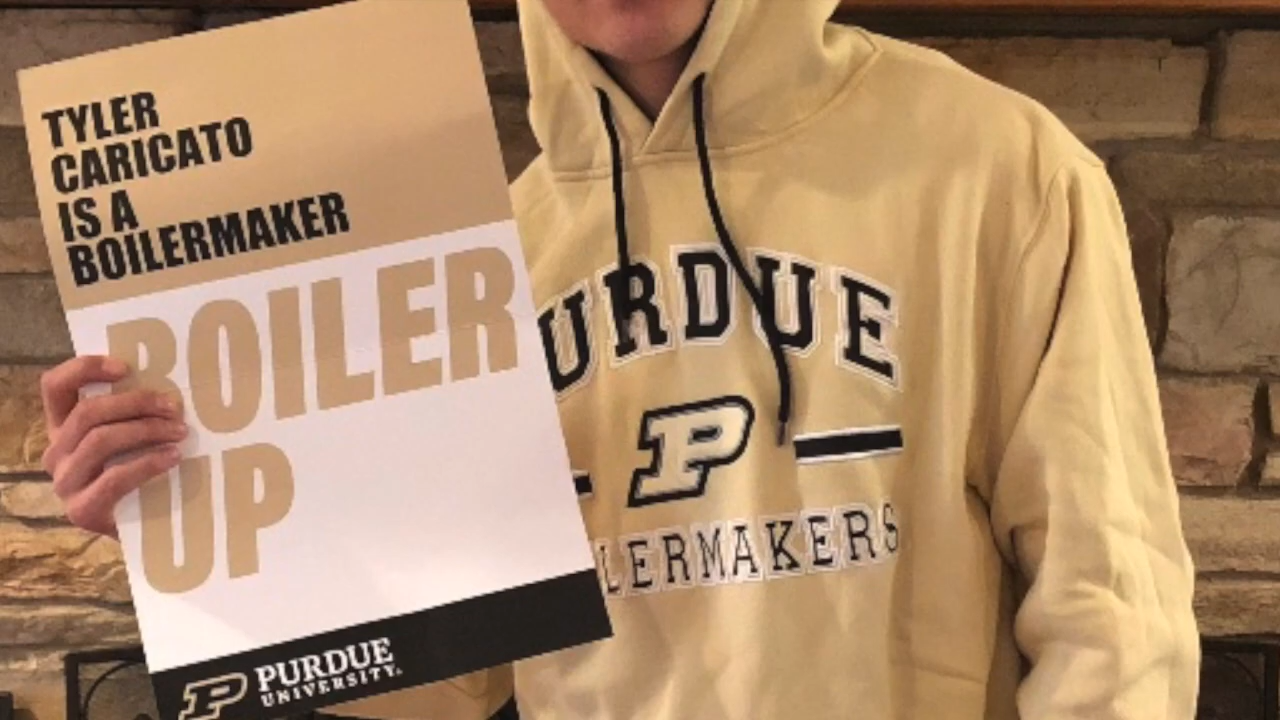 TYLER
CARICATO
IS A
BOILERMAKER
BOILER
UP
P PURDUE
UNIVERSITY.
URDUE
P
LERMAKERS